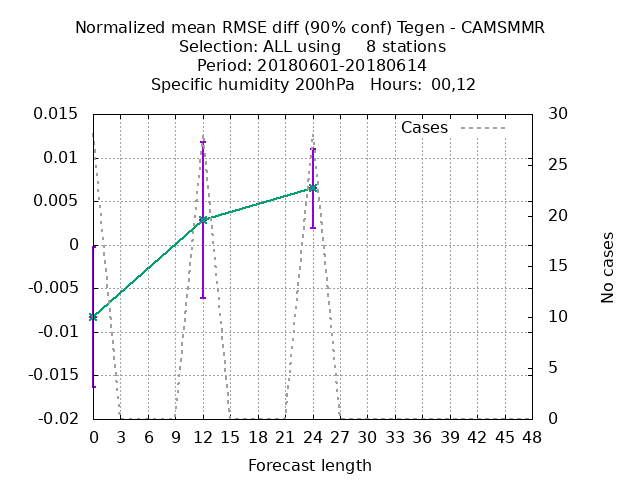 Normalized mean RMSE diff (90% conf) Tegen - CAMSMMR
Selection: ALL using     8 stations
Period: 20180601-20180614
Specific humidity 200hPa   Hours:  00,12
Cases
0.015
0.01
0.005
0
-0.005
-0.01
-0.015
-0.02
30
25
20
15
10
5
0
No cases
0 3 6 9 12 15 18 21 24 27 30 33 36 39 42 45 48
Forecast length